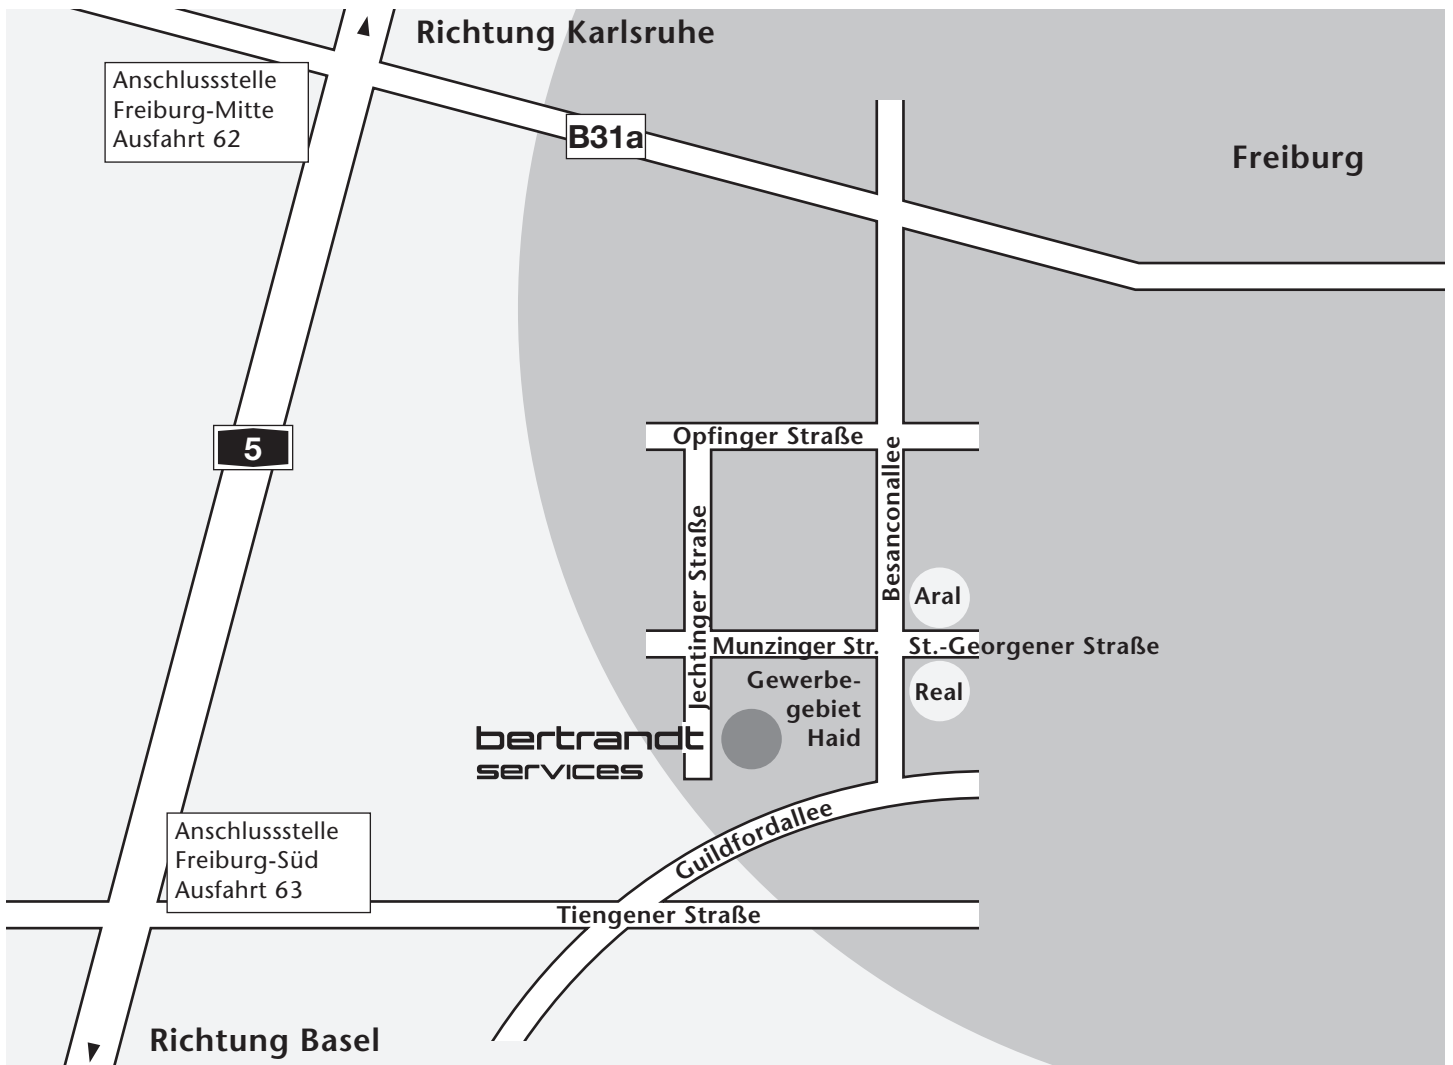 Richtung Karlsruhe
Anschlussstelle
Freiburg-Mitte
Ausfahrt 62
B31a
Freiburg
5
Opfinger Straße
Besanconallee
Jechtinger Straße
Aral
Munzinger Str.
St.-Georgener Straße
Gewerbe-
gebiet
Haid
Real
bertrandt
services
Guildfordallee
Anschlussstelle
Freiburg-Süd
Ausfahrt 63
Tiengener Straße
Richtung Basel